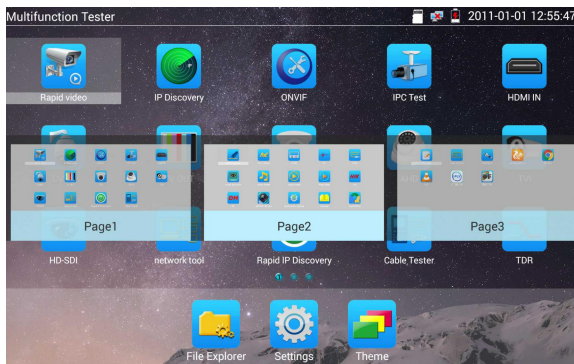 Multifunction Tester 2011-01-01 12:55:47
Rapid video IP Discovery ONVIF IPC Test HDMI IN
Page1 Page2 Page3
HD-SDI network tool Rapid IP Discovery Cable Tester TDR
File Explorer Settings Theme